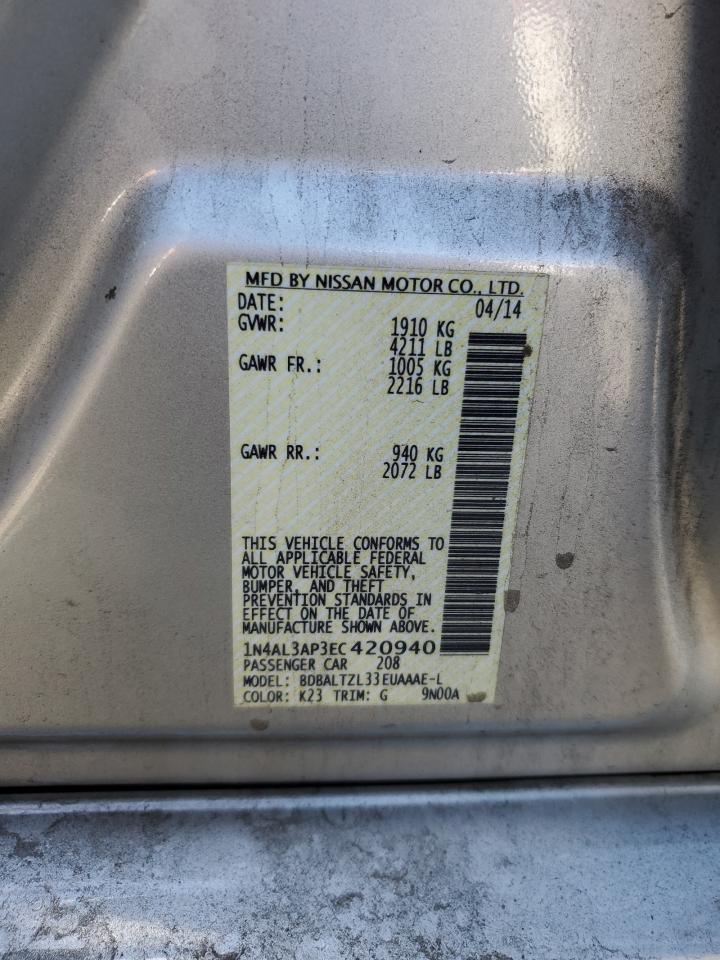 MFD BY NISSAN MOTOR CO., LTD.
DATE: 04/14
GVWR: 1910 KG
4211 LB
GAWR FR.: 1005 KG
2216 LB
GAWR RR.: 940 KG
2072 LB
THIS VEHICLE CONFORMS TO
ALL APPLICABLE FEDERAL
MOTOR VEHICLE SAFETY,
BUMPER, AND THEFT
PREVENTION STANDARDS IN
EFFECT ON THE DATE OF
MANUFACTURE SHOWN ABOVE.
1N4AL3AP3EC420940
PASSENGER CAR 208
MODEL: BDBALTZL33EUAAAE-L
COLOR: K23 TRIM: G 9N00A